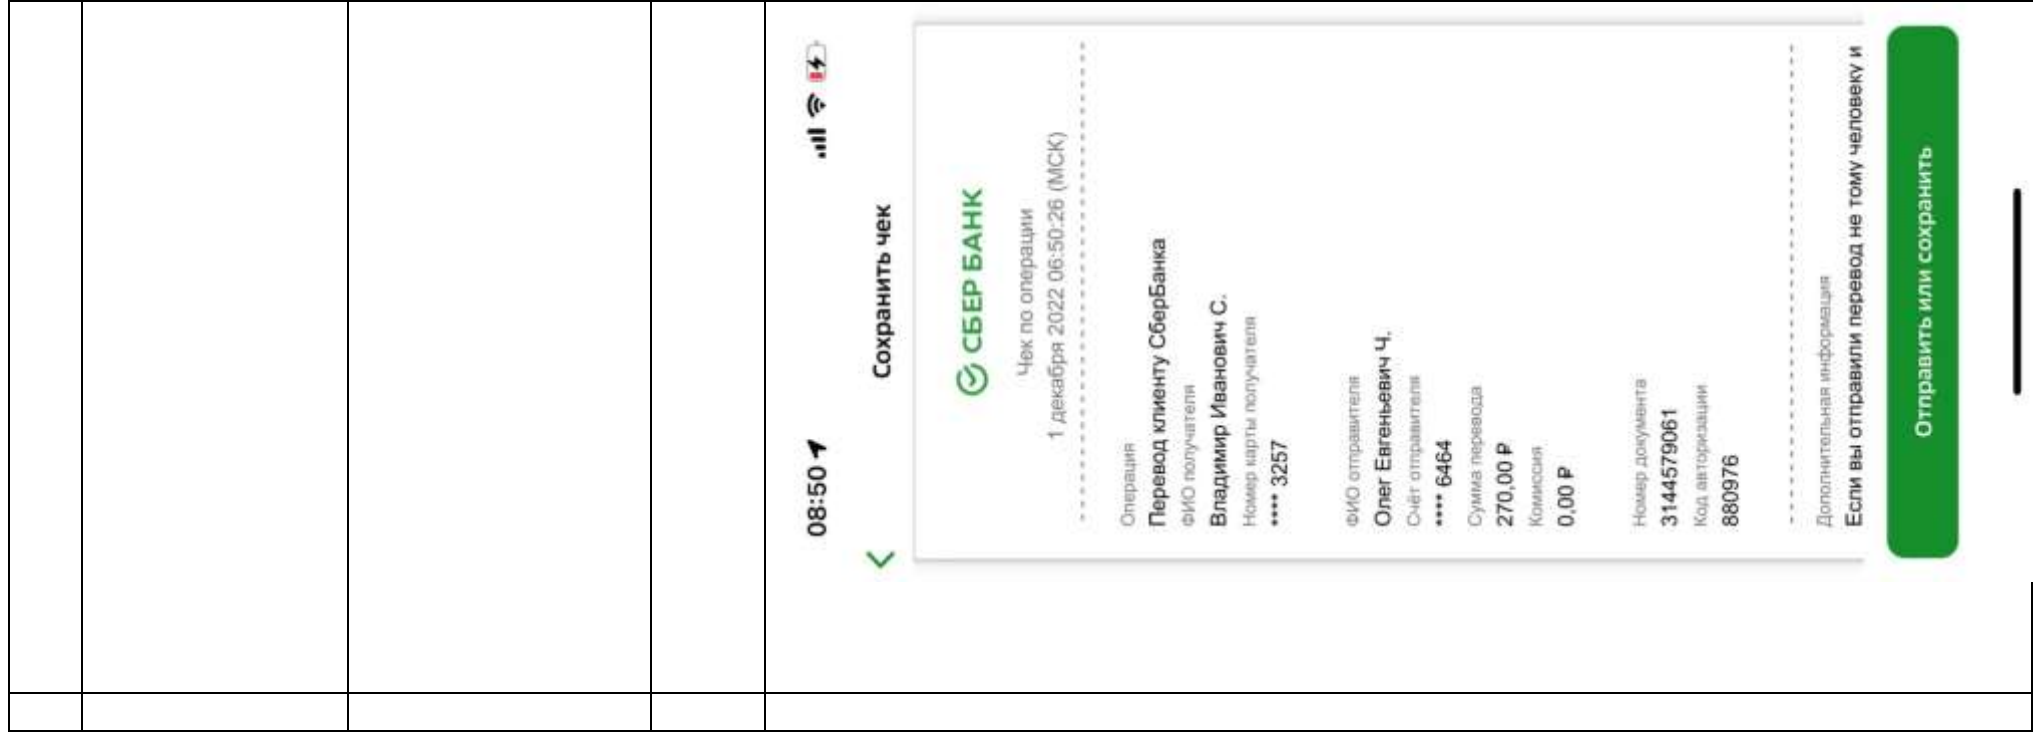 08:50
Сохранить чек
СБЕР БАНК
Чек по операции
1 декабря 2022 06:50:26 (МСК)
Операция
Перевод клиенту СберБанка
ФИО получателя
Владимир Иванович С.
Номер карты получателя
**** 3257
ФИО отправителя
Олег Евгеньевич Ч.
Счёт отправителя
**** 6464
Сумма перевода
270,00 ₽
Комиссия
0,00 ₽
Номер документа
3144579061
Код авторизации
880976
Дополнительная информация
Если вы отправили перевод не тому человеку и
Отправить или сохранить